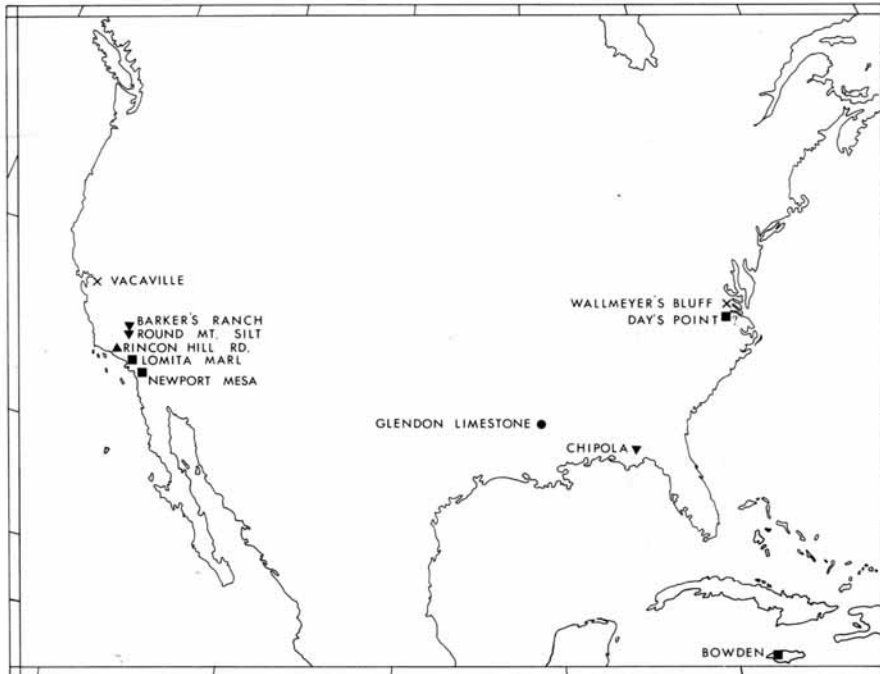 VACAVILLE
WALLMEYER'S BLUFF
DAY'S POINT ?
BARKER'S RANCH
ROUND MT. SILT
RINCON HILL RD.
LOMITA MARL
NEWPORT MESA
GLENDON LIMESTONE
CHIPOLA
BOWDEN